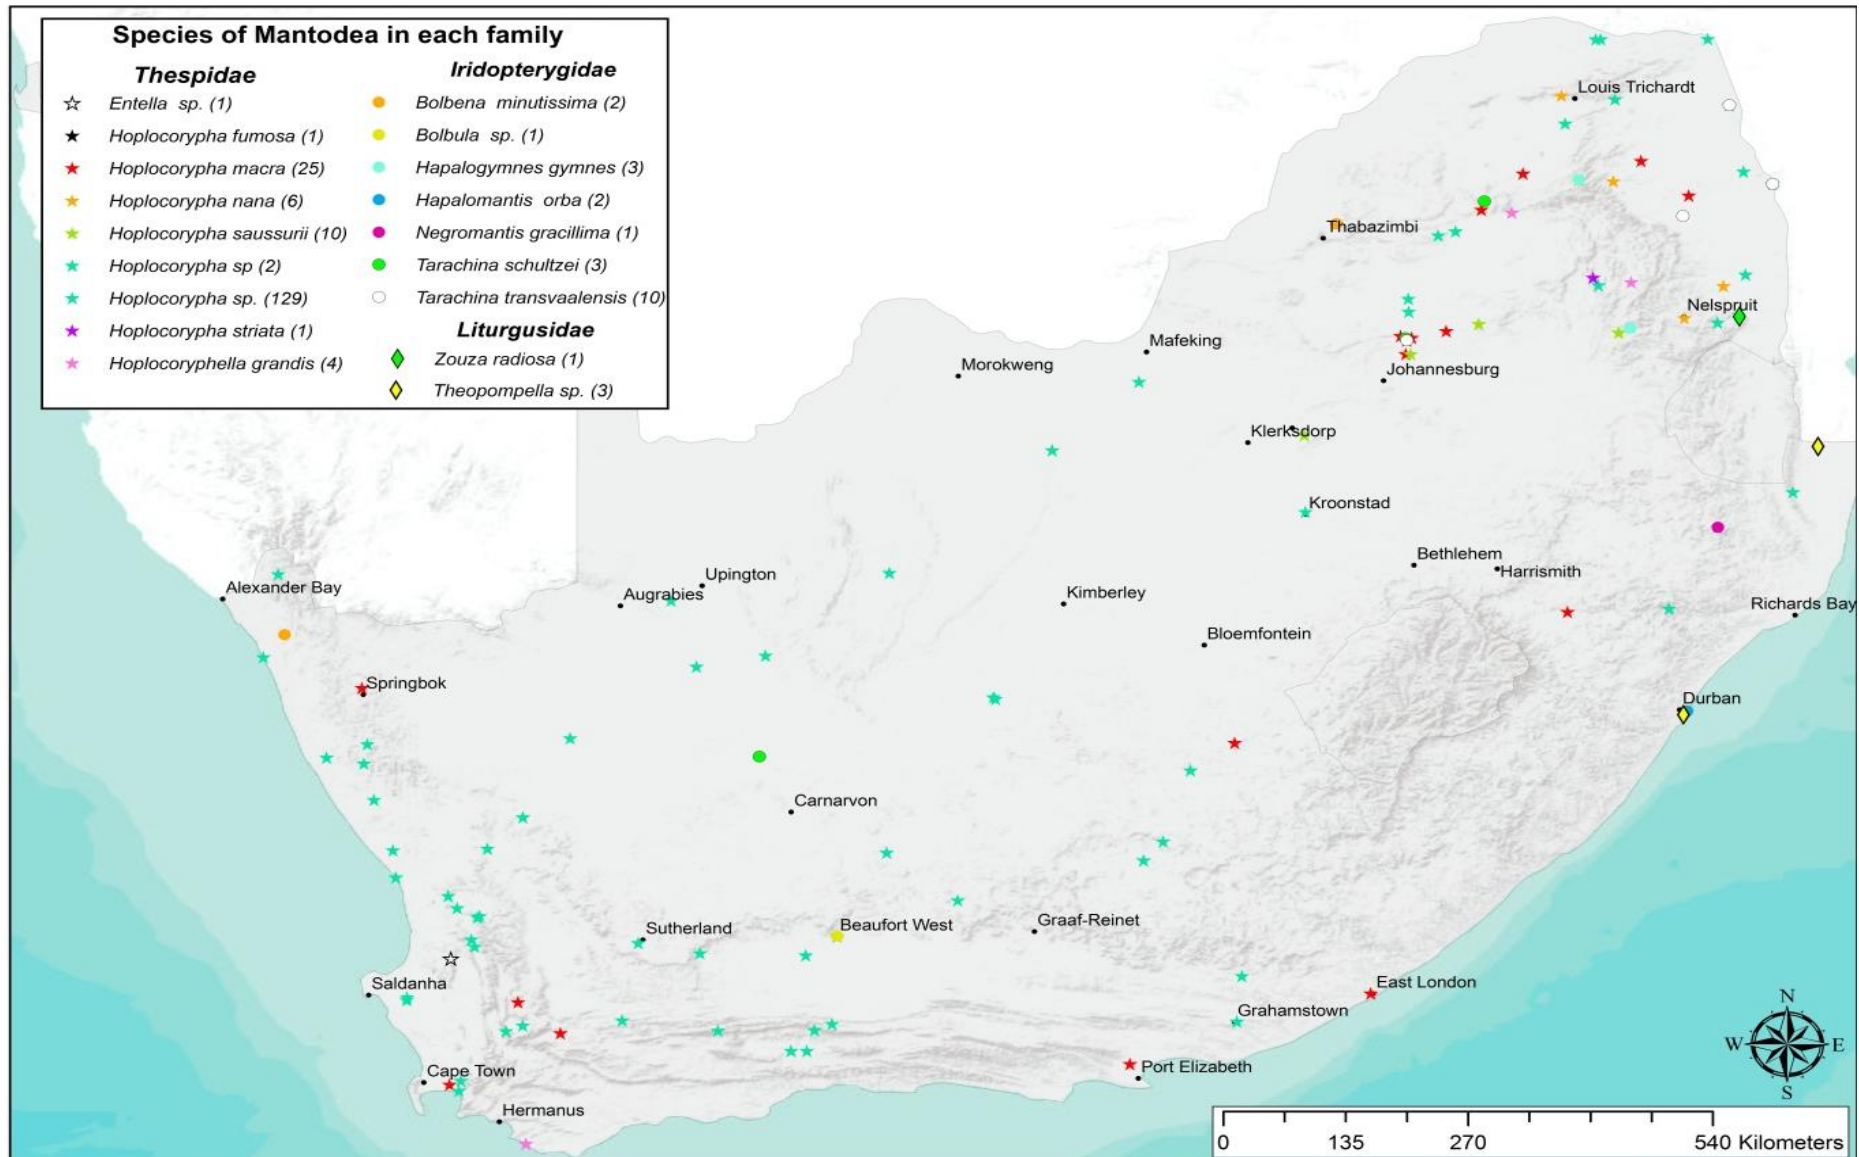 Species of Mantodea in each family
Thespidae
Entella sp. (1)
Hoplocorypha fumosa (1)
Hoplocorypha macra (25)
Hoplocorypha nana (6)
Hoplocorypha saussurii (10)
Hoplocorypha sp (2)
Hoplocorypha sp. (129)
Hoplocorypha striata (1)
Hoplocoryphella grandis (4)
Iridopterygidae
Bolbena minutissima (2)
Bolbula sp. (1)
Hapalogymnes gymnes (3)
Hapalomantis orba (2)
Negromantis gracillima (1)
Tarachina schultzei (3)
Tarachina transvaalensis (10)
Liturgusidae
Zouza radiosa (1)
Theopompella sp. (3)
Louis Trichardt
Thabazimbi
Nelspruit
Mafeking
Morokweng
Johannesburg
Klerksdorp
Kroonstad
Bethlehem
Harrismith
Alexander Bay
Upington
Augrabies
Kimberley
Richards Bay
Bloemfontein
Springbok
Durban
Carnarvon
Beaufort West
Graaf-Reinet
Sutherland
Saldanha
East London
Grahamstown
Cape Town
Port Elizabeth
Hermanus
N
W
E
S
0 135 270 540 Kilometers